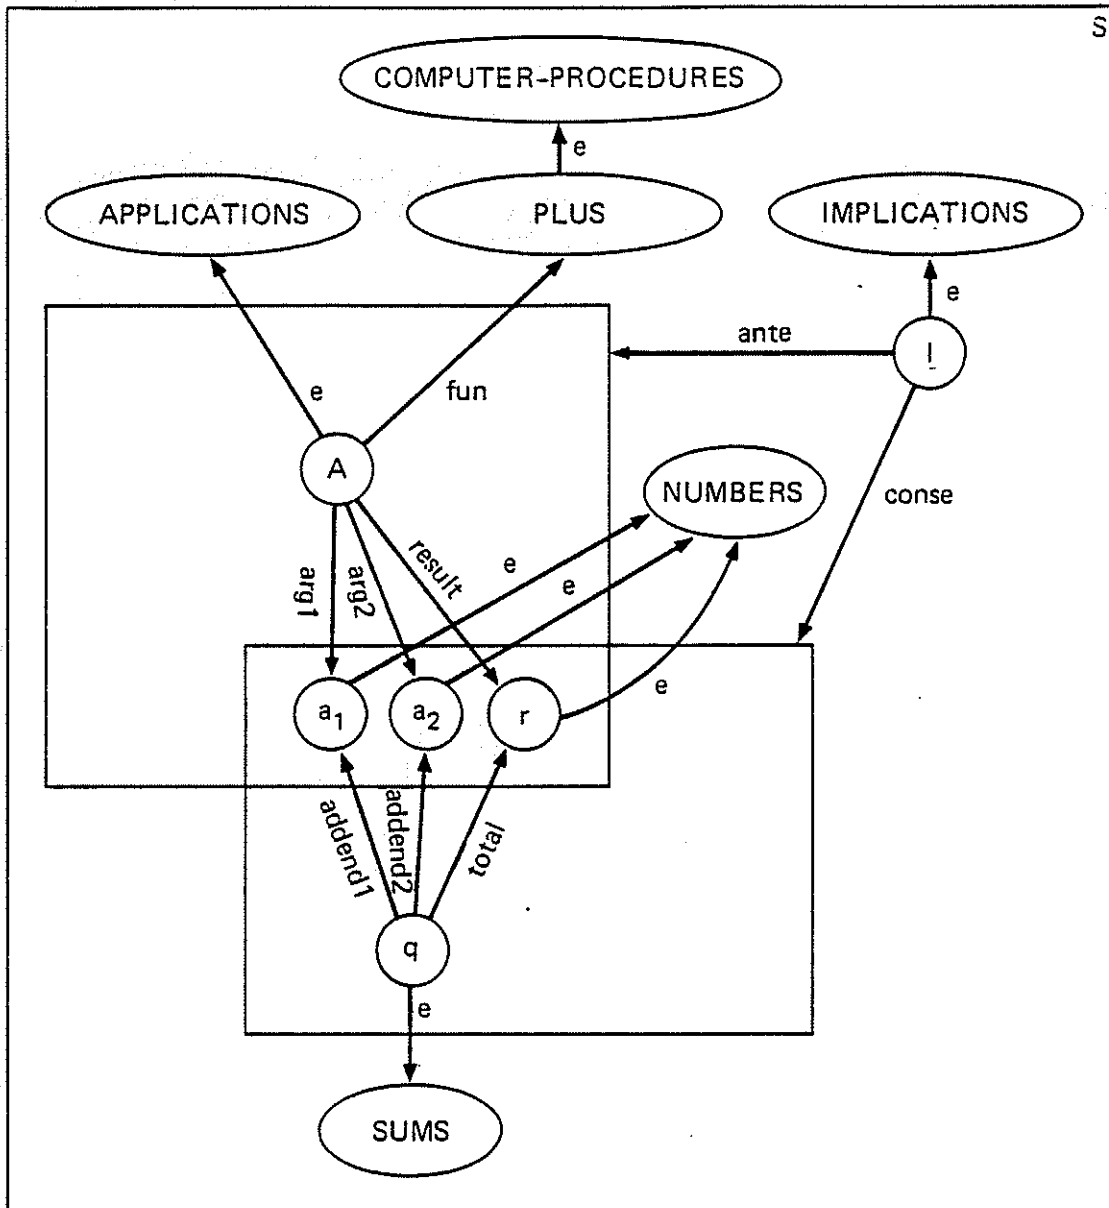 S
COMPUTER-PROCEDURES
e
APPLICATIONS
PLUS
IMPLICATIONS
e
ante
I
e
fun
A
NUMBERS
conse
arg1
arg2
result
e
e
a1
a2
r
e
addend1
addend2
total
q
e
SUMS